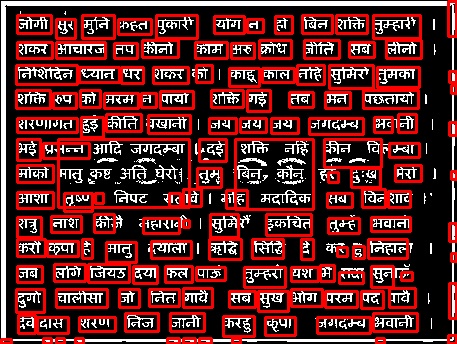 जोगी सुर मुनि कहत पुकारी योग न हो बिन शक्ति तुम्हारी
शंकर आचारज तप कीनो काम अरु क्रोध जीति सब लीनो
निशिदिन ध्यान धर शंकर को । काहू काल नहि सुमिरो तुमको
शक्ति रुप को मरम न पायो शक्ति गई तब मन पछतायो ।
शरणागत हुई कीर्ति बखानी । जय जय जय जगदम्ब भवानी ।
भई प्रसन्न आदि जगदम्बा दई शक्ति नहि कीन विलम्बा
मोको मातु कृष्ट अति घेरो । तुम बिन कौन हरे दुःख मेरो
आशा तृष्णा निपट सतावे । मोह मदादिक सब विनशावे
शत्रु नाश कीजै महारानी । सुमिरौं इकचित तुम्हें भवानी
करो कृपा हे मातु दयाला । ऋद्धि सिद्धि दे करहु निहाला
जब लगि जियउं दया फल पाऊं तुम्हरो यश मैं सदा सुनाऊं
दुर्गा चालीसा जो नित गावै सब सुख भोग परम पद पावै
देवीदास शरण निज जानी करहु कृपा जगदम्ब भवानी ।